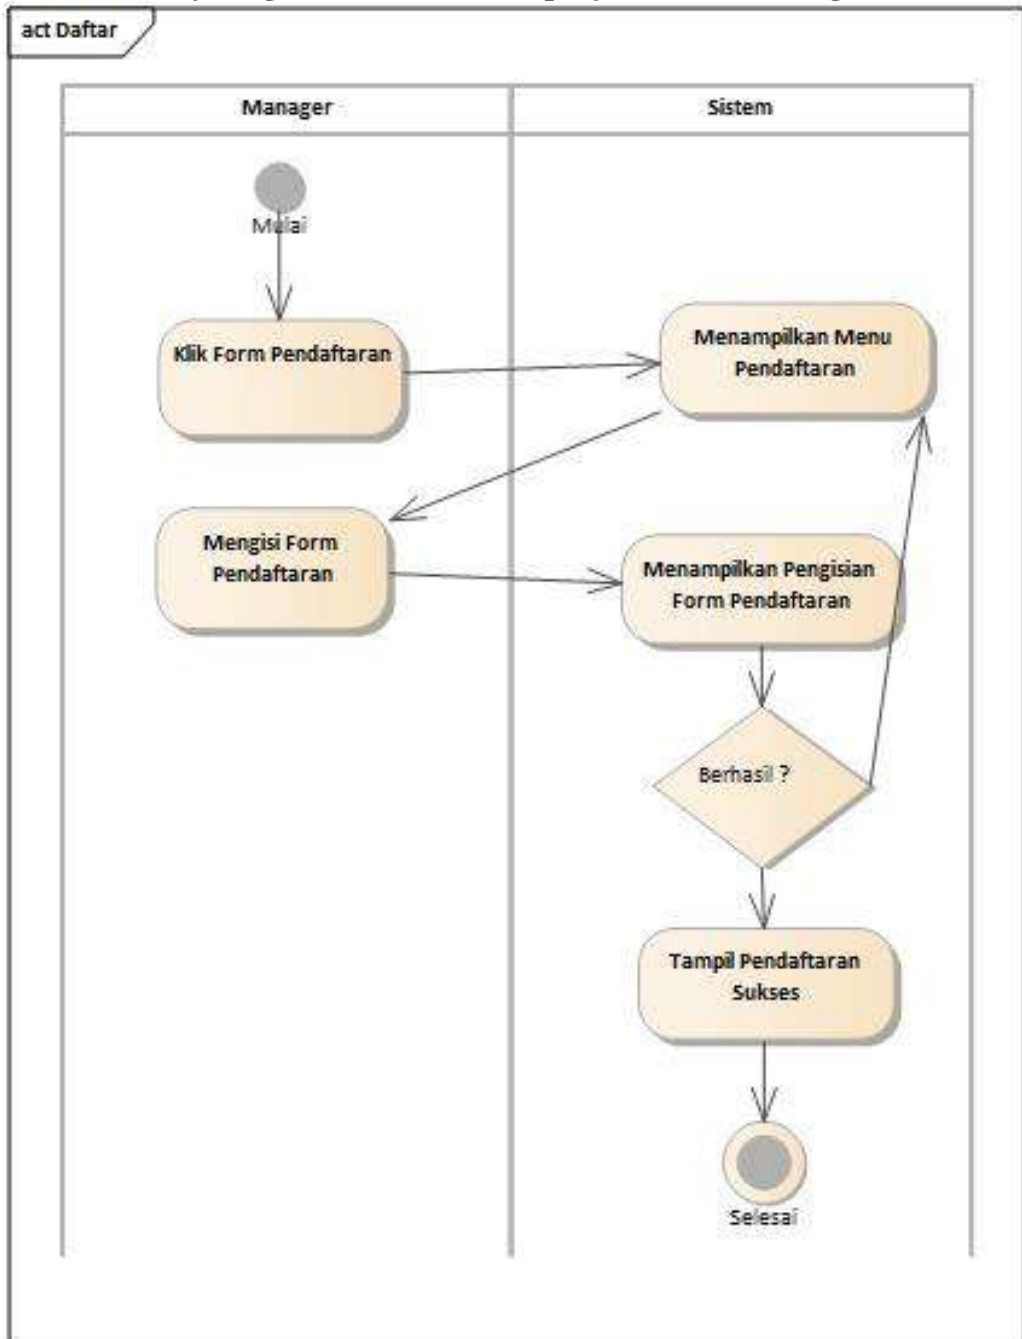 act Daftar
Manager
Sistem
Mulai
Klik Form Pendaftaran
Menampilkan Menu
Pendaftaran
Mengisi Form
Pendaftaran
Menampilkan Pengisian
Form Pendaftaran
Berhasil ?
Tampil Pendaftaran
Sukses
Selesai